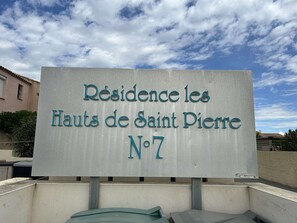 Résidence les
Hauts de Saint Pierre
N°7